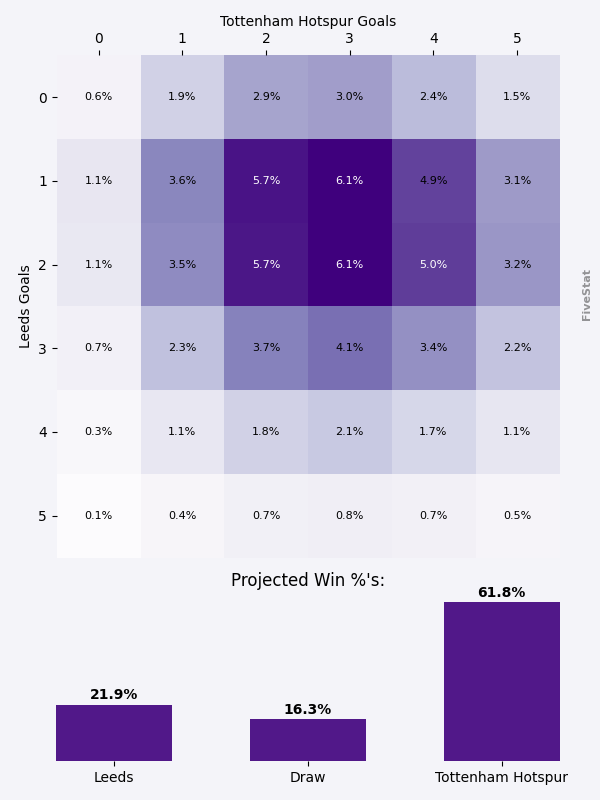 Tottenham Hotspur Goals
0 1 2 3 4 5
0 0.6% 1.9% 2.9% 3.0% 2.4% 1.5%
1 1.1% 3.6% 5.7% 6.1% 4.9% 3.1%
2 1.1% 3.5% 5.7% 6.1% 5.0% 3.2%
3 0.7% 2.3% 3.7% 4.1% 3.4% 2.2%
4 0.3% 1.1% 1.8% 2.1% 1.7% 1.1%
5 0.1% 0.4% 0.7% 0.8% 0.7% 0.5%
Leeds Goals
FiveStat
Projected Win %'s:
21.9% 16.3% 61.8%
Leeds Draw Tottenham Hotspur